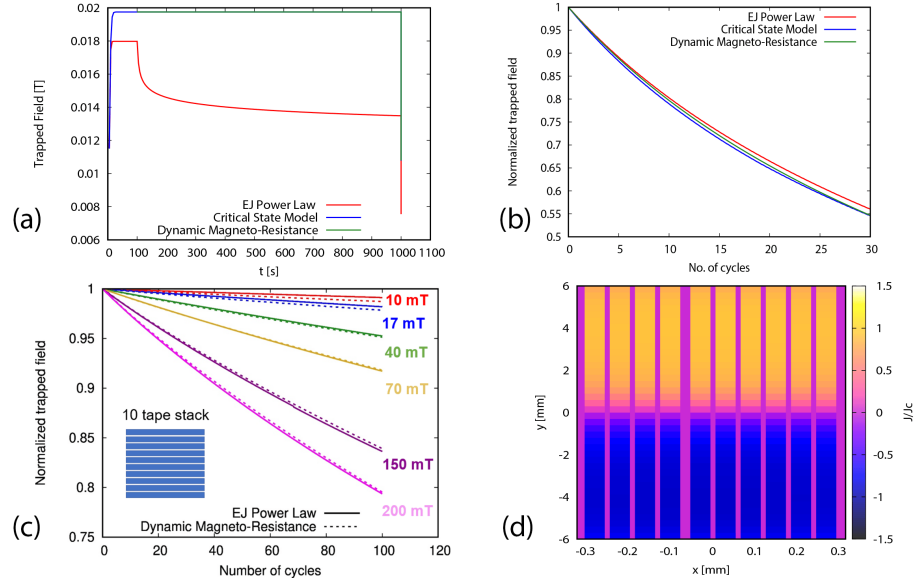 (a)
Trapped Field [T]
0.02
0.018
0.016
0.014
0.012
0.01
0.008
0.006
EJ Power Law
Critical State Model
Dynamic Magneto-Resistance
0 100 200 300 400 500 600 700 800 900 1000 1100
t [s]
(b)
Normalized trapped field
1
0.95
0.9
0.85
0.8
0.75
0.7
0.65
0.6
0.55
0.5
EJ Power Law
Critical State Model
Dynamic Magneto-Resistance
0 5 10 15 20 25 30
No. of cycles
(c)
Normalized trapped field
1
0.95
0.9
0.85
0.8
0.75
10 mT
17 mT
40 mT
70 mT
150 mT
200 mT
10 tape stack
EJ Power Law
Dynamic Magneto-Resistance
0 20 40 60 80 100 120
Number of cycles
(d)
y [mm]
6
4
2
0
-2
-4
-6
-0.3 -0.2 -0.1 0 0.1 0.2 0.3
x [mm]
1.5
1
0.5
0
-0.5
-1
-1.5
J/Jc